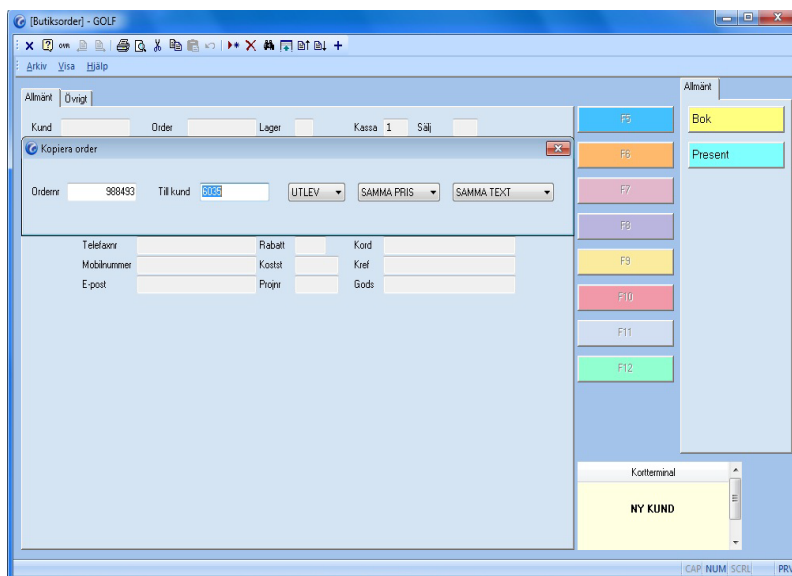 [Butiksorder] - GOLF
OVR
Arkiv Visa Hjälp
Allmänt Övrigt
Kund Order Lager Kassa 1 Sälj
Kopiera order
Ordernr 988493 Till kund 6035 UTLEV SAMMA PRIS SAMMA TEXT
Telefaxnr Rabatt Kord
Mobilnummer Kostst Kref
E-post Projnr Gods
F5
F6
F7
F8
F9
F10
F11
F12
Allmänt
Bok
Present
Kortterminal
NY KUND
CAP NUM SCRL PRV